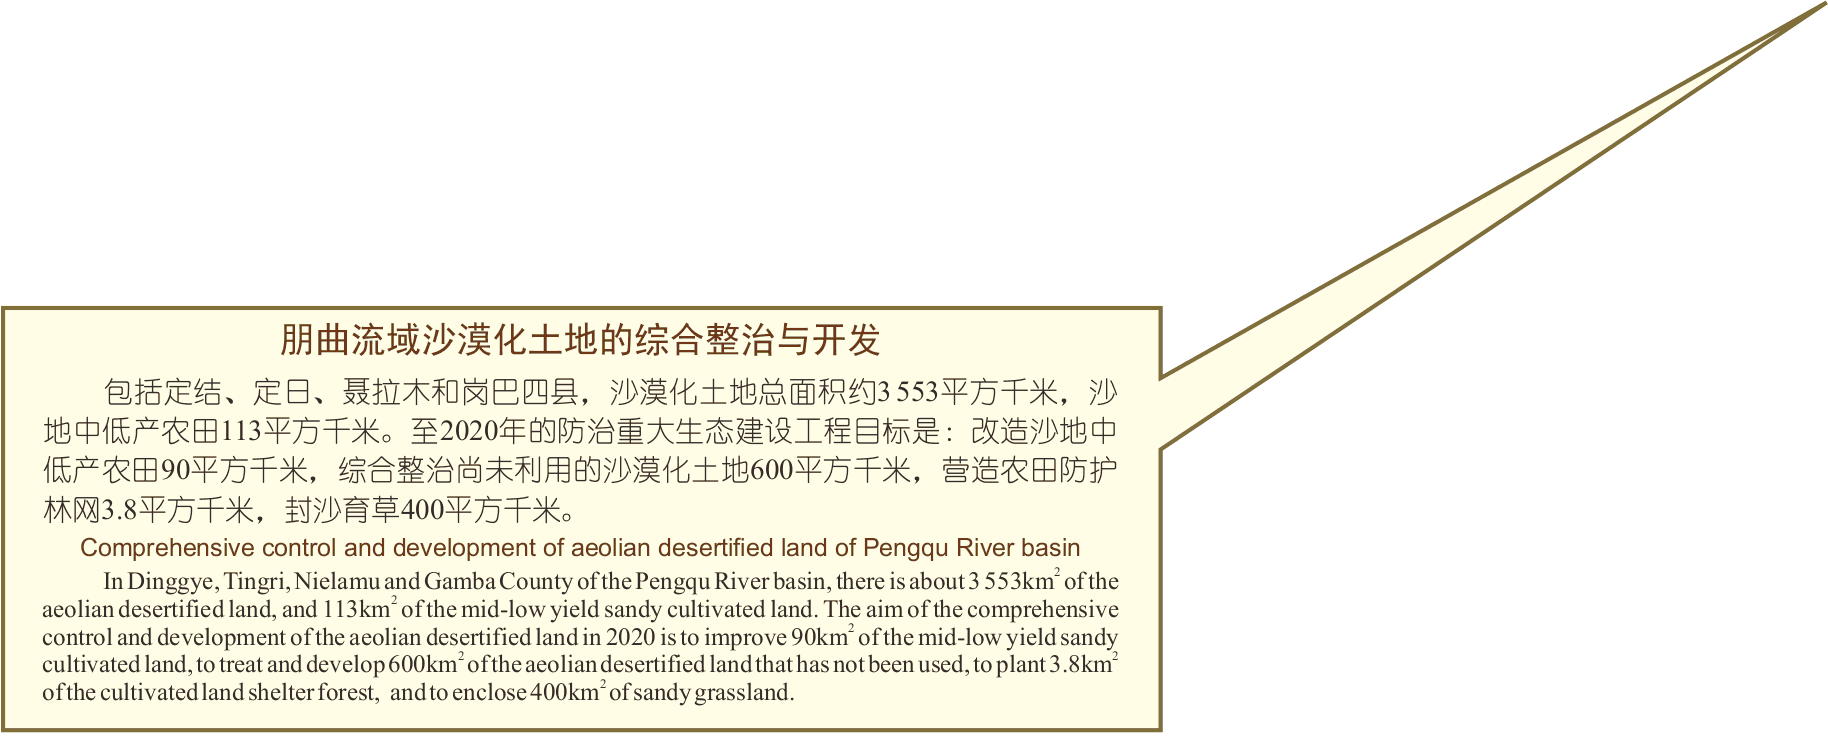 朋曲流域沙漠化土地的综合整治与开发
包括定结、定日、聂拉木和岗巴四县，沙漠化土地总面积约3 553平方千米，沙
地中低产农田113平方千米。至2020年的防治重大生态建设工程目标是：改造沙地中
低产农田90平方千米，综合整治尚未利用的沙漠化土地600平方千米，营造农田防护
林网3.8平方千米，封沙育草400平方千米。
Comprehensive control and development of aeolian desertified land of Pengqu River basin
In Dinggye, Tingri, Nielamu and Gamba County of the Pengqu River basin, there is about 3 553km² of the
aeolian desertified land, and 113km² of the mid-low yield sandy cultivated land. The aim of the comprehensive
control and development of the aeolian desertified land in 2020 is to improve 90km² of the mid-low yield sandy
cultivated land, to treat and develop 600km² of the aeolian desertified land that has not been used, to plant 3.8km²
of the cultivated land shelter forest, and to enclose 400km² of sandy grassland.